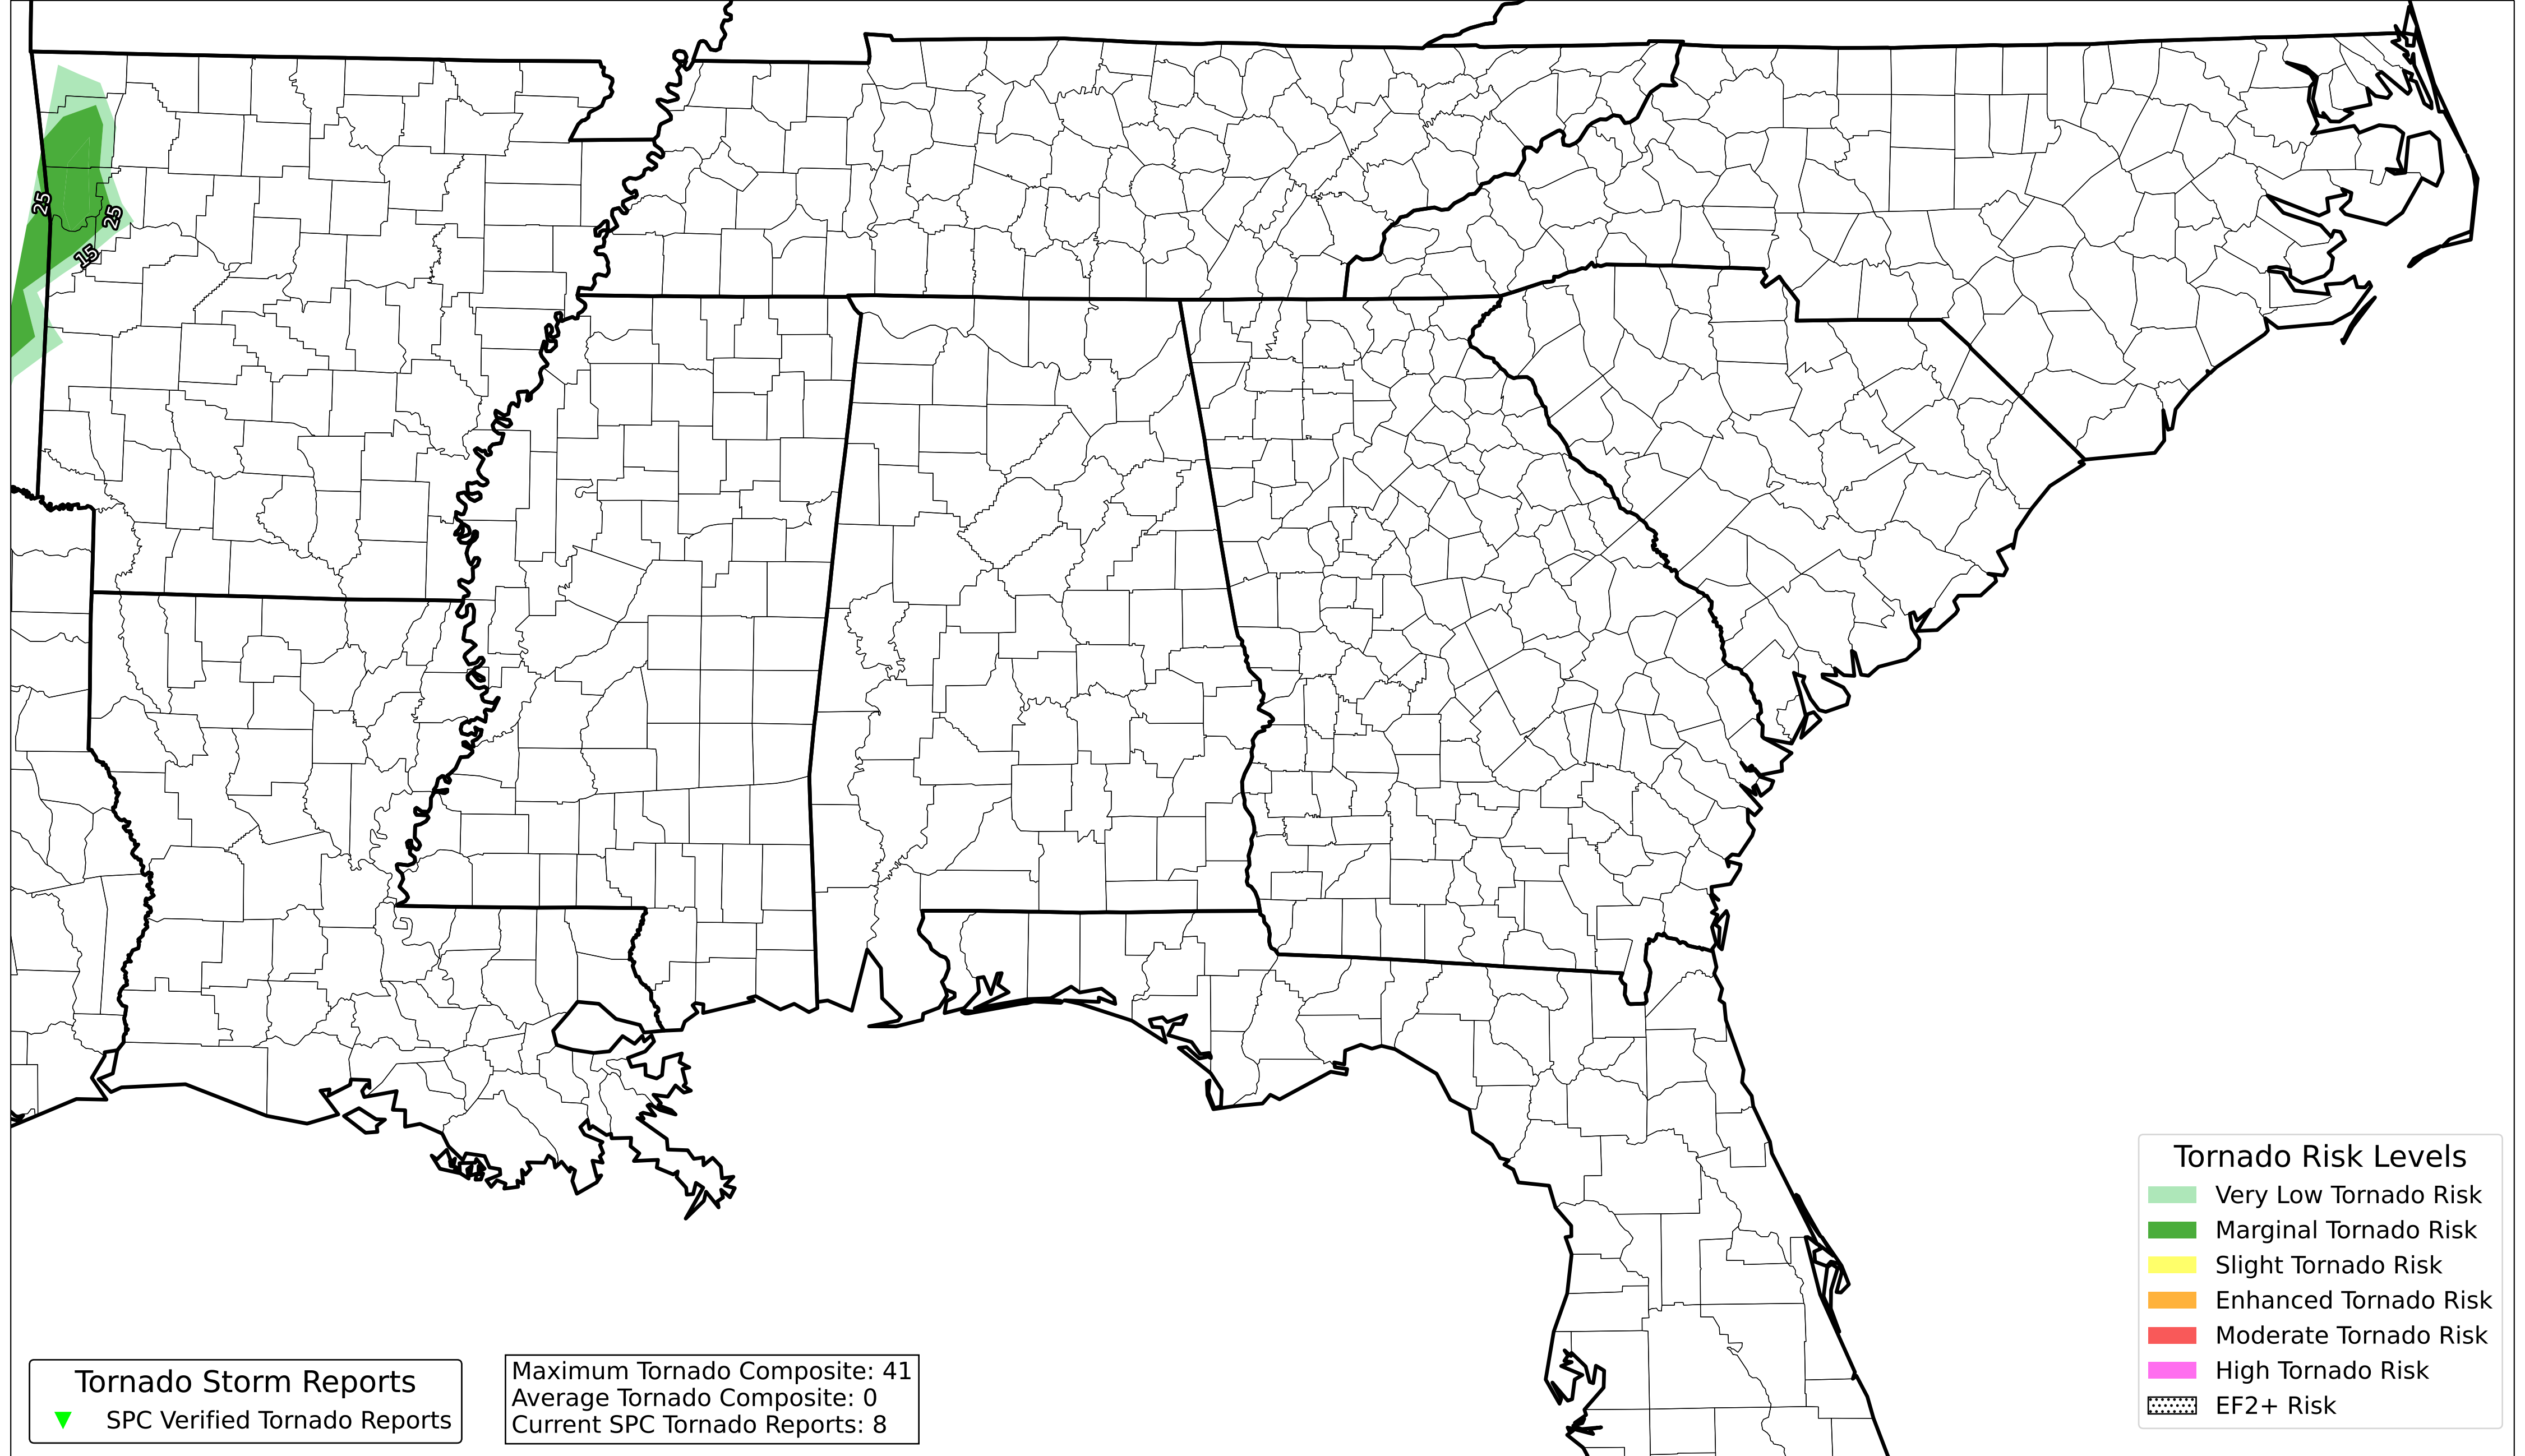 25
25
15
Tornado Storm Reports
SPC Verified Tornado Reports
Maximum Tornado Composite: 41
Average Tornado Composite: 0
Current SPC Tornado Reports: 8
Tornado Risk Levels
Very Low Tornado Risk
Marginal Tornado Risk
Slight Tornado Risk
Enhanced Tornado Risk
Moderate Tornado Risk
High Tornado Risk
EF2+ Risk